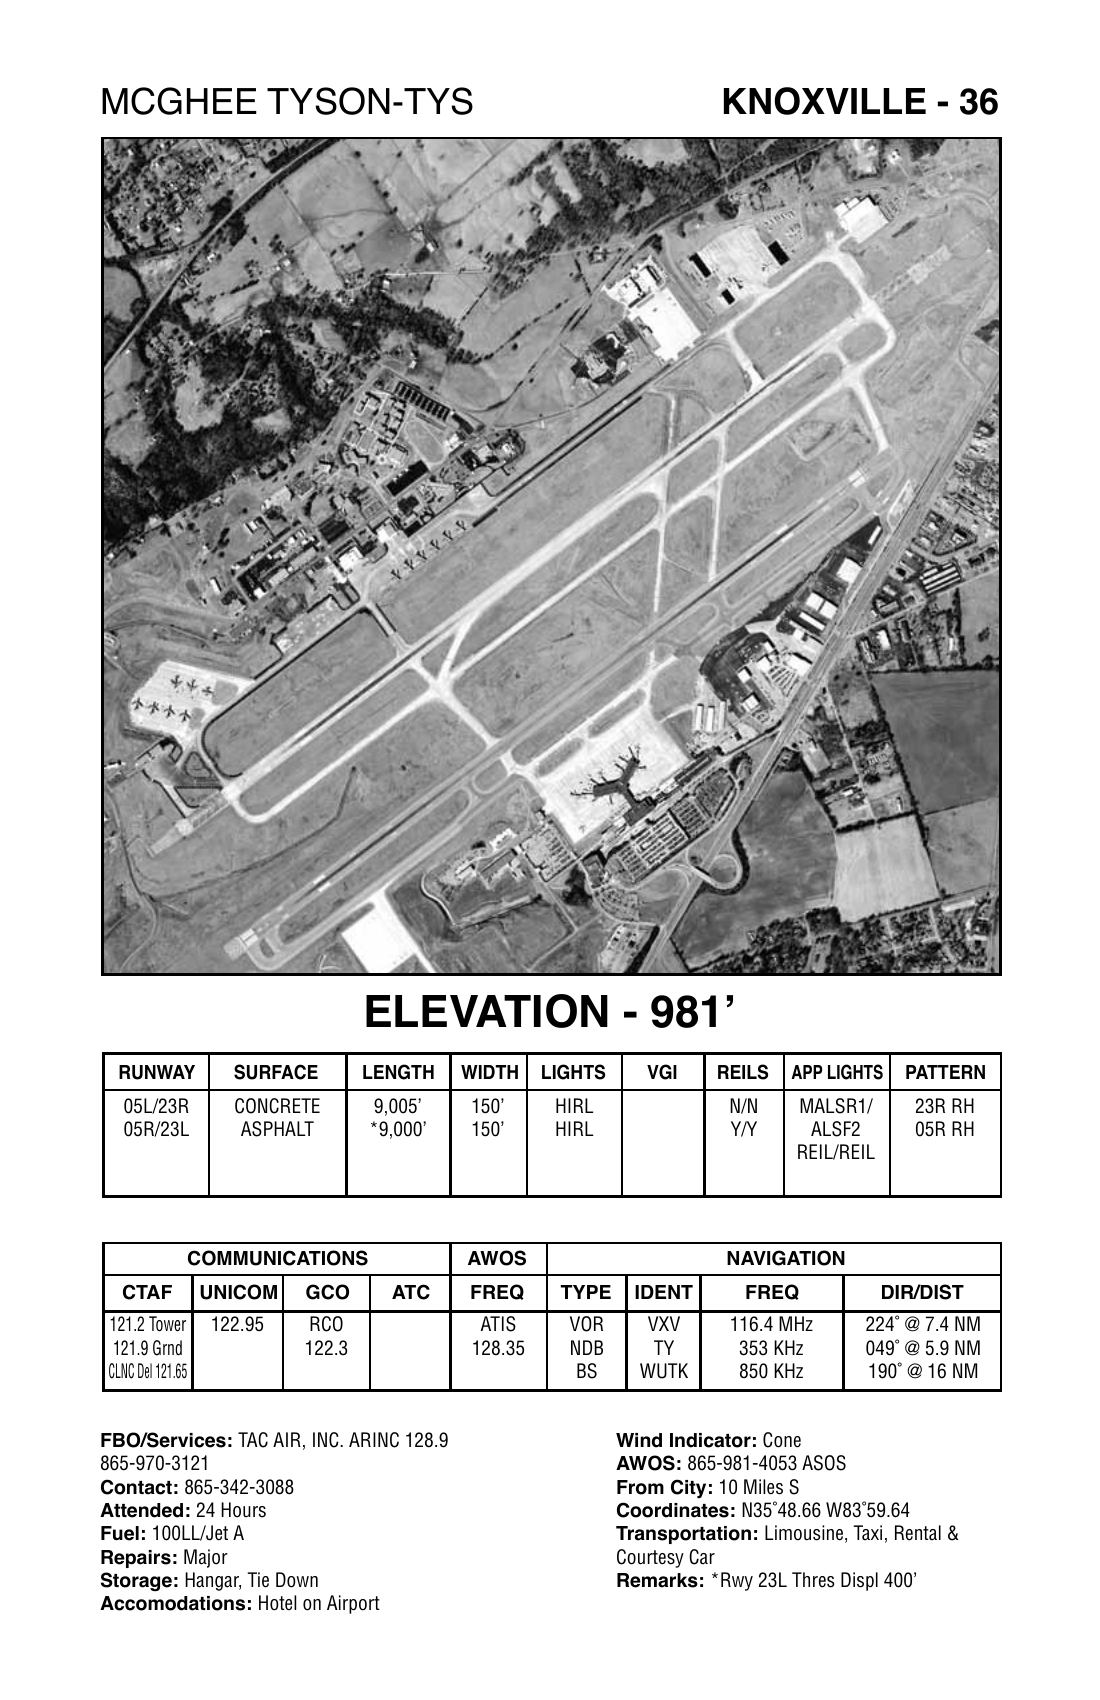 MCGHEE TYSON-TYS KNOXVILLE - 36
ELEVATION - 981’
RUNWAY SURFACE LENGTH WIDTH LIGHTS VGI REILS APP LIGHTS PATTERN
05L/23R CONCRETE 9,005’ 150’ HIRL N/N MALSR1/ 23R RH
05R/23L ASPHALT *9,000’ 150’ HIRL Y/Y ALSF2 05R RH
REIL/REIL
COMMUNICATIONS AWOS NAVIGATION
CTAF UNICOM GCO ATC FREQ TYPE IDENT FREQ DIR/DIST
121.2 Tower 122.95 RCO ATIS VOR VXV 116.4 MHz 224˚ @ 7.4 NM
121.9 Grnd 122.3 128.35 NDB TY 353 KHz 049˚ @ 5.9 NM
CLNC Del 121.65 BS WUTK 850 KHz 190˚ @ 16 NM
FBO/Services: TAC AIR, INC. ARINC 128.9
865-970-3121
Contact: 865-342-3088
Attended: 24 Hours
Fuel: 100LL/Jet A
Repairs: Major
Storage: Hangar, Tie Down
Accomodations: Hotel on Airport
Wind Indicator: Cone
AWOS: 865-981-4053 ASOS
From City: 10 Miles S
Coordinates: N35˚48.66 W83˚59.64
Transportation: Limousine, Taxi, Rental &
Courtesy Car
Remarks: *Rwy 23L Thres Displ 400’